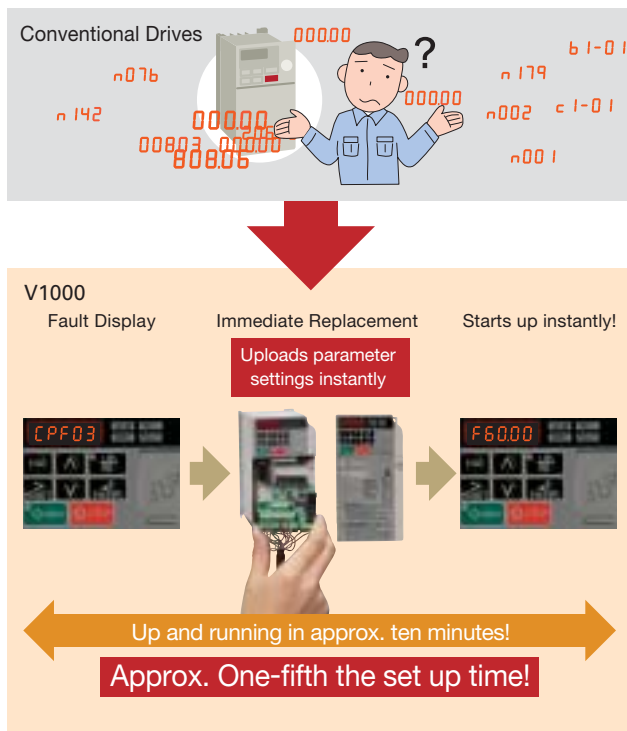 Conventional Drives
000.00
?
b1-01
n076
n179
000.00
n142
n002
c1-01
000.00
00803
000.00
808.06
n001
V1000
Fault Display
Immediate Replacement
Starts up instantly!
Uploads parameter
settings instantly
CPF03
F60.00
Up and running in approx. ten minutes!
Approx. One-fifth the set up time!